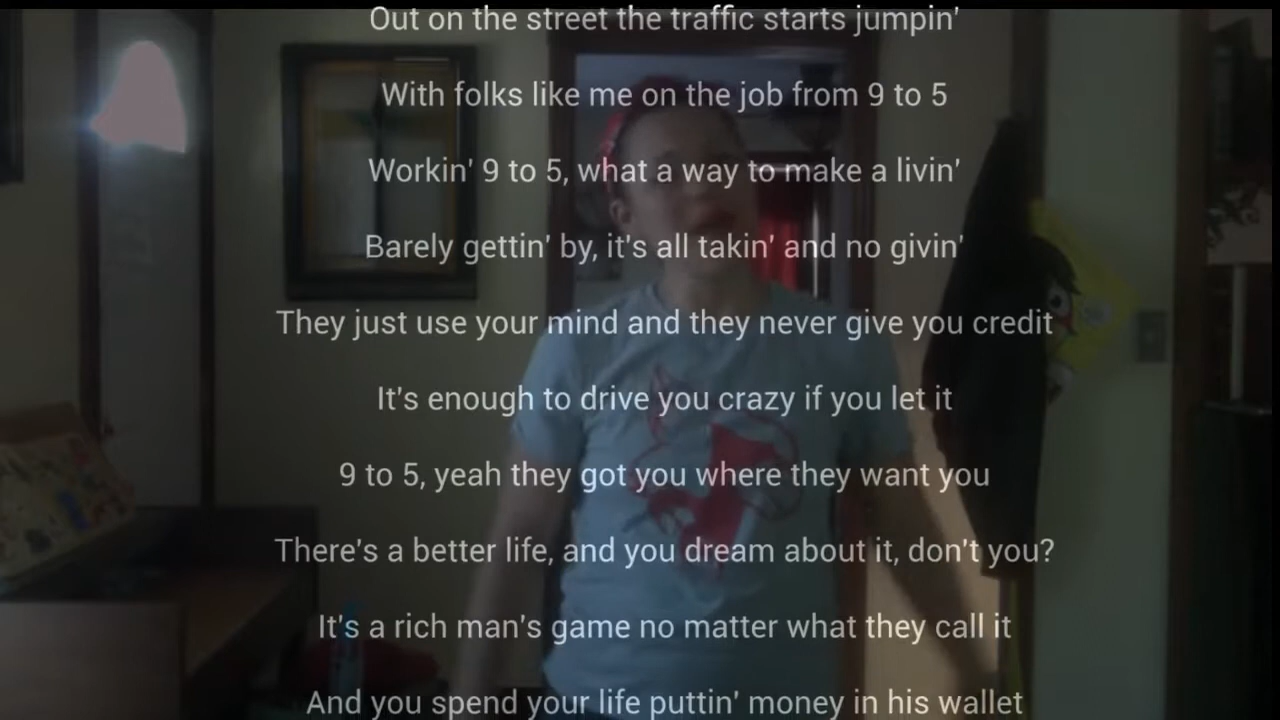 Out on the street the traffic starts jumpin'
With folks like me on the job from 9 to 5
Workin' 9 to 5, what a way to make a livin'
Barely gettin' by, it's all takin' and no givin'
They just use your mind and they never give you credit
It's enough to drive you crazy if you let it
9 to 5, yeah they got you where they want you
There's a better life, and you dream about it, don't you?
It's a rich man's game no matter what they call it
And you spend your life puttin' money in his wallet